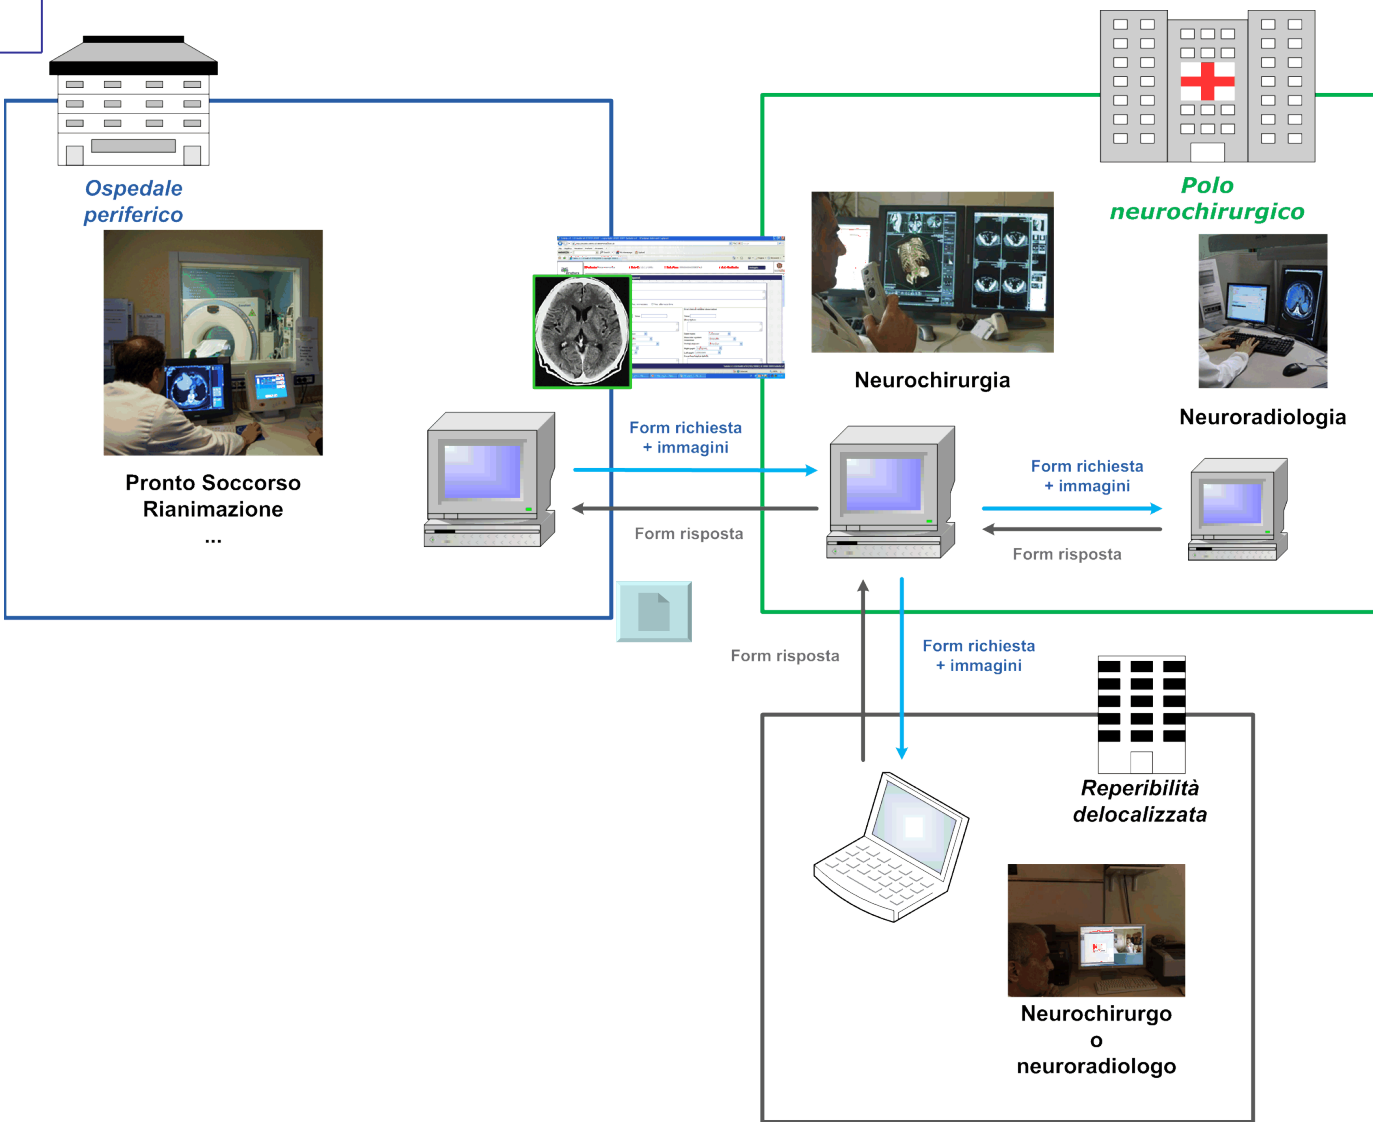 Ospedale
periferico
Pronto Soccorso
Rianimazione
...
Polo
neurochirurgico
Neurochirurgia
Neuroradiologia
Form richiesta
+ immagini
Form risposta
Form richiesta
+ immagini
Form risposta
Form risposta
Form richiesta
+ immagini
Reperibilità
delocalizzata
Neurochirurgo
o
neuroradiologo